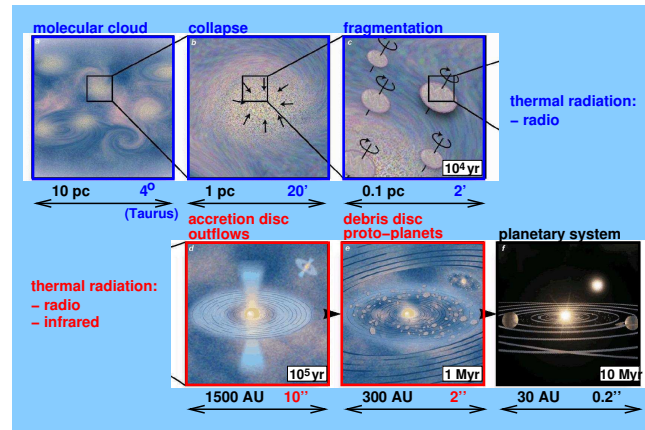 molecular cloud
collapse
fragmentation
a
b
c
thermal radiation:
– radio
10⁴ yr
10 pc 4°
1 pc 20'
0.1 pc 2'
(Taurus)
accretion disc
outflows
debris disc
proto–planets
planetary system
d
e
f
thermal radiation:
– radio
– infrared
10⁵ yr
1 Myr
10 Myr
1500 AU 10''
300 AU 2''
30 AU 0.2''